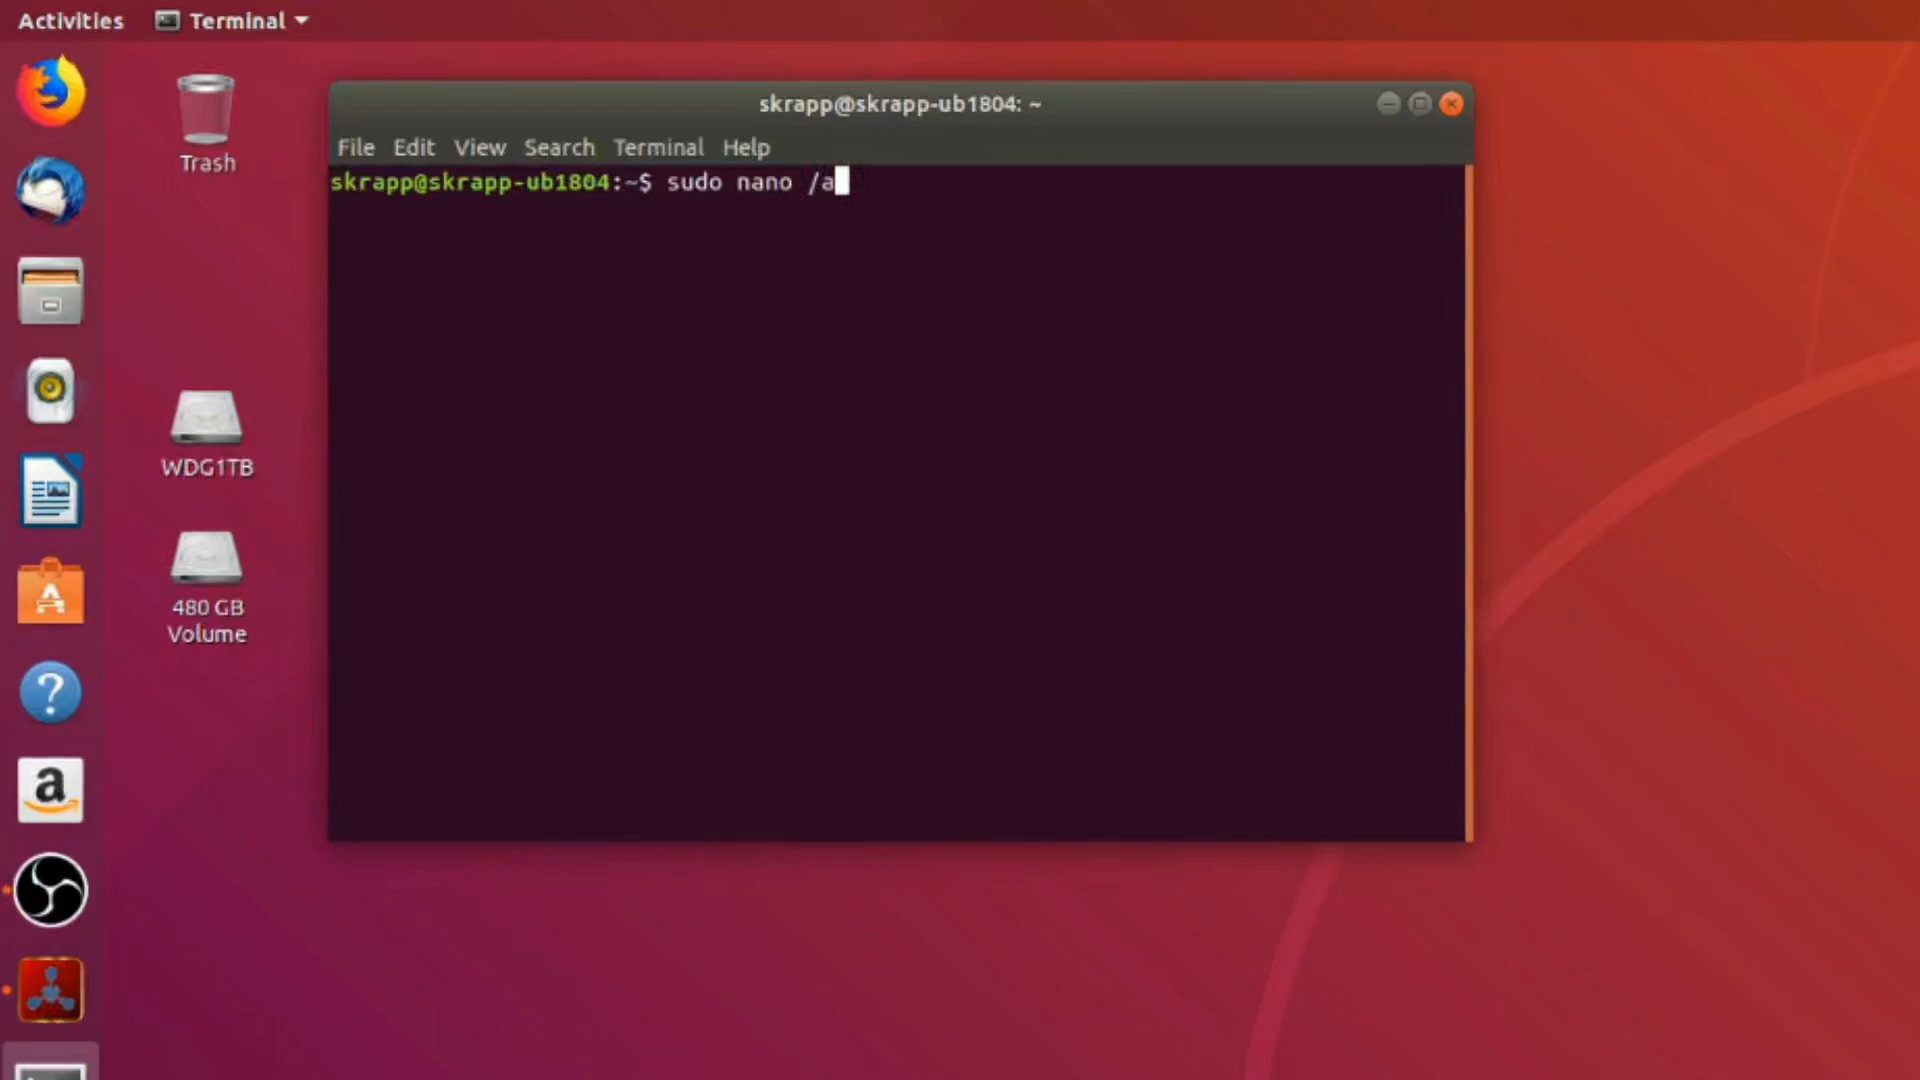 Activities Terminal
Trash
WDG1TB
480 GB
Volume
skrapp@skrapp-ub1804: ~
File Edit View Search Terminal Help
skrapp@skrapp-ub1804:~$ sudo nano /a